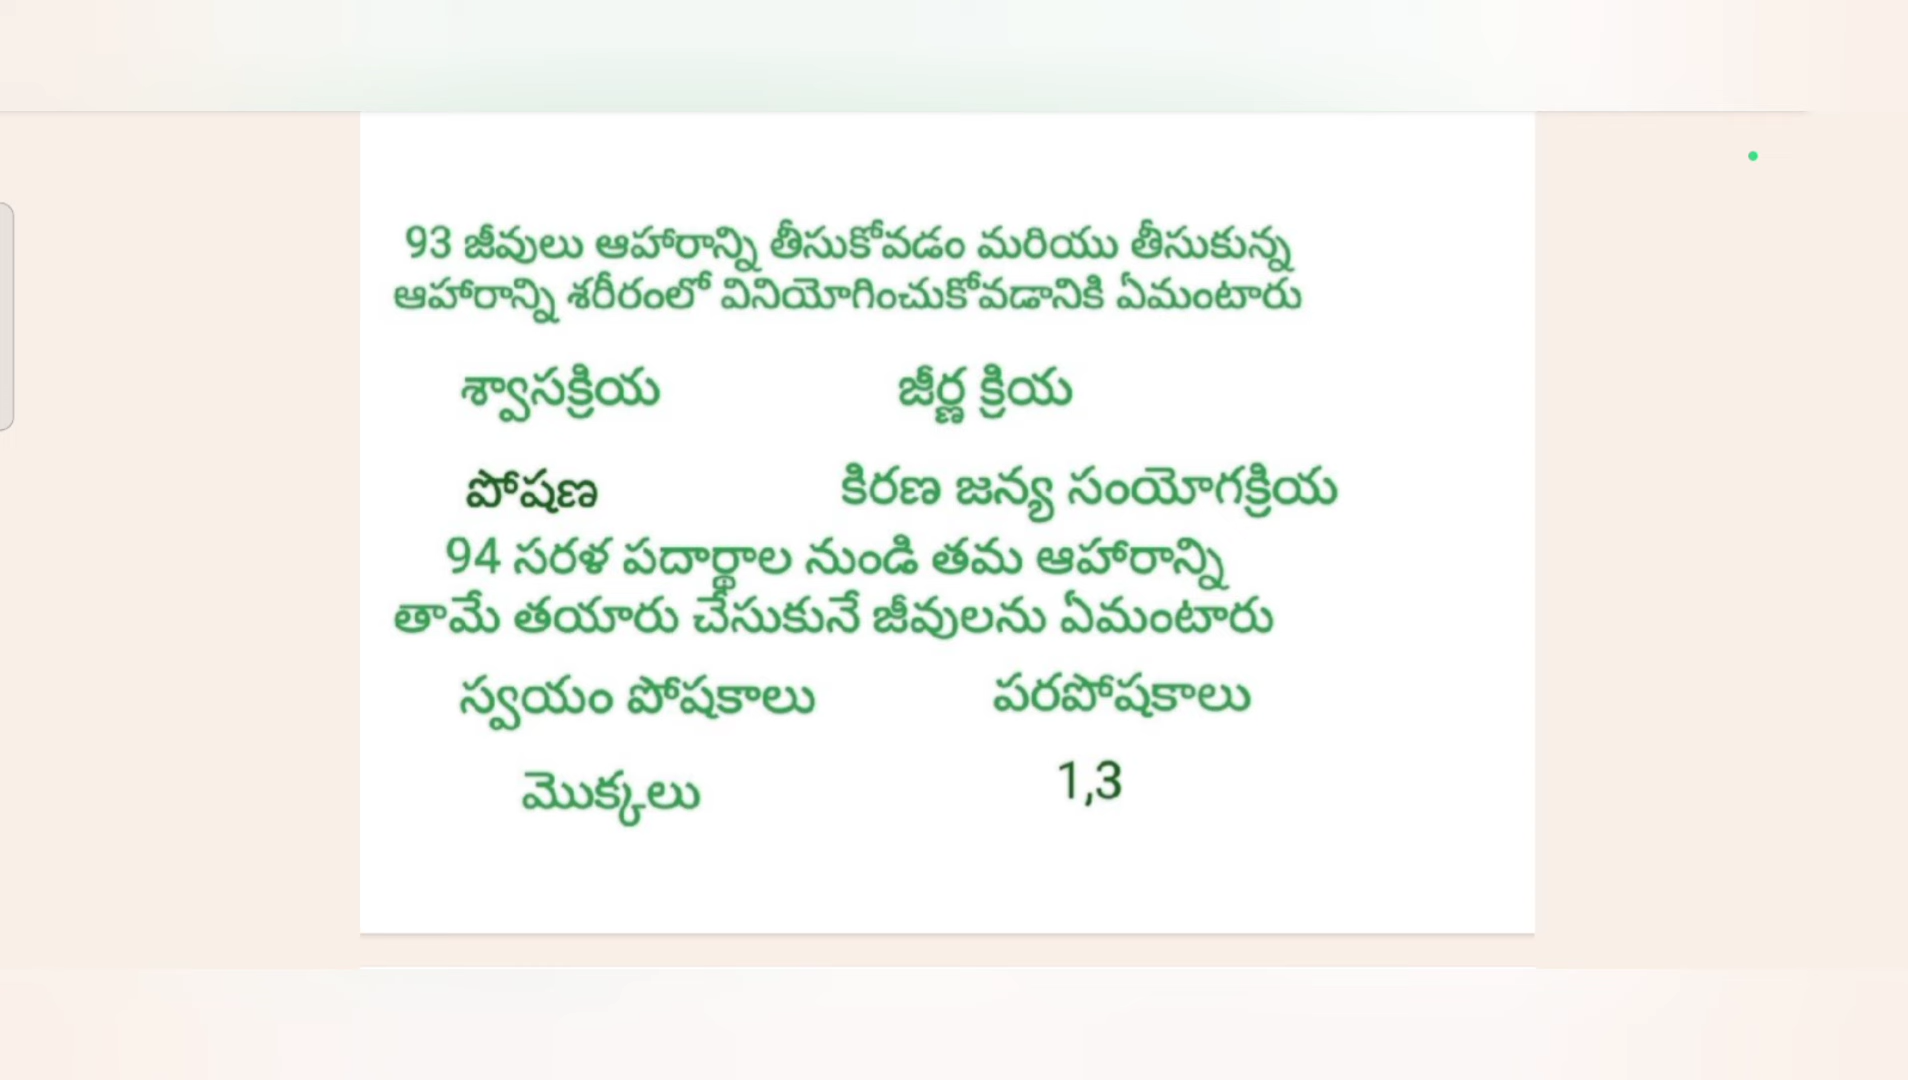 93 జీవులు ఆహారాన్ని తీసుకోవడం మరియు తీసుకున్న
ఆహారాన్ని శరీరంలో వినియోగించుకోవడానికి ఏమంటారు
శ్వాసక్రియ జీర్ణ క్రియ
పోషణ కిరణ జన్య సంయోగక్రియ
94 సరళ పదార్థాల నుండి తమ ఆహారాన్ని
తామే తయారు చేసుకునే జీవులను ఏమంటారు
స్వయం పోషకాలు పరపోషకాలు
మొక్కలు 1,3